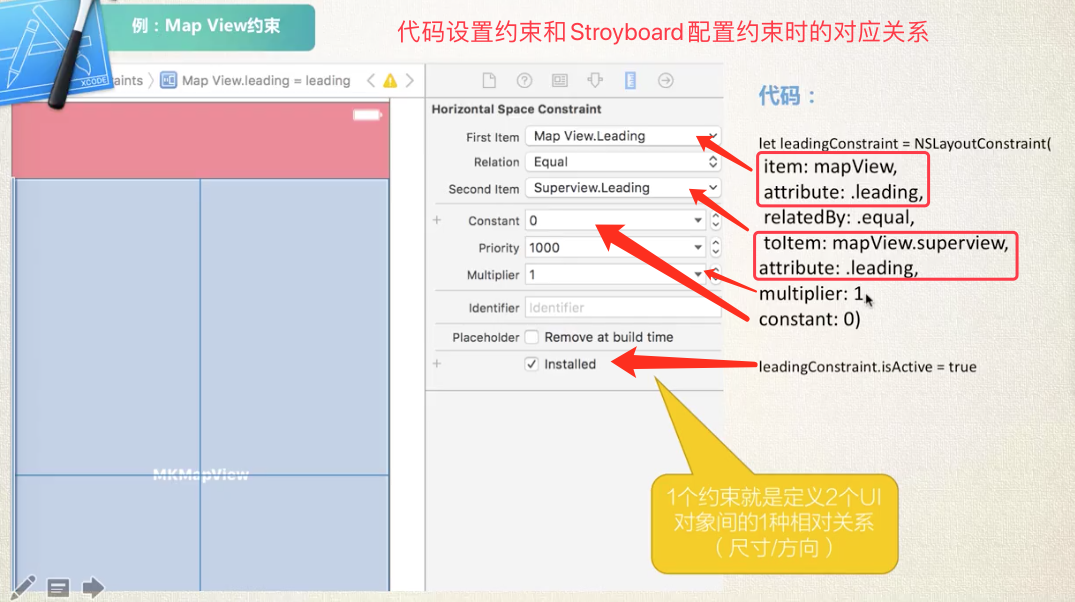 例：Map View约束
代码设置约束和Stroyboard配置约束时的对应关系
XCODE
aints 〉 Map View.leading = leading
Horizontal Space Constraint
First Item Map View.Leading
Relation Equal
Second Item Superview.Leading
Constant 0
Priority 1000
Multiplier 1
Identifier Identifier
Placeholder Remove at build time
Installed
MKMapView
代码：
let leadingConstraint = NSLayoutConstraint(
item: mapView,
attribute: .leading,
relatedBy: .equal,
toItem: mapView.superview,
attribute: .leading,
multiplier: 1,
constant: 0)
leadingConstraint.isActive = true
1个约束就是定义2个UI
对象间的1种相对关系
（尺寸/方向）